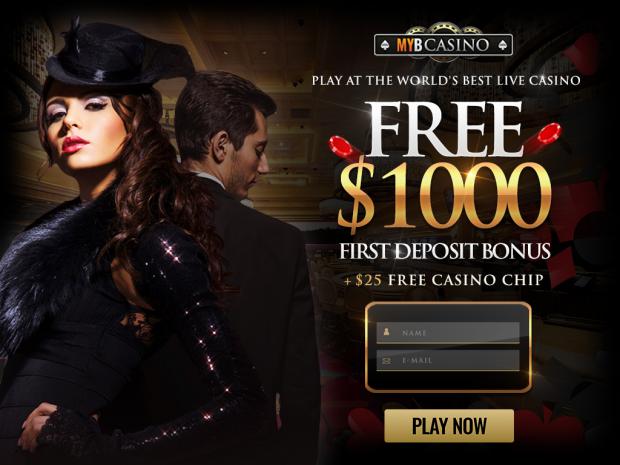 MYBCASINO
PLAY AT THE WORLD'S BEST LIVE CASINO
FREE
$1000
FIRST DEPOSIT BONUS
+ $25 FREE CASINO CHIP
NAME
E-MAIL
PLAY NOW